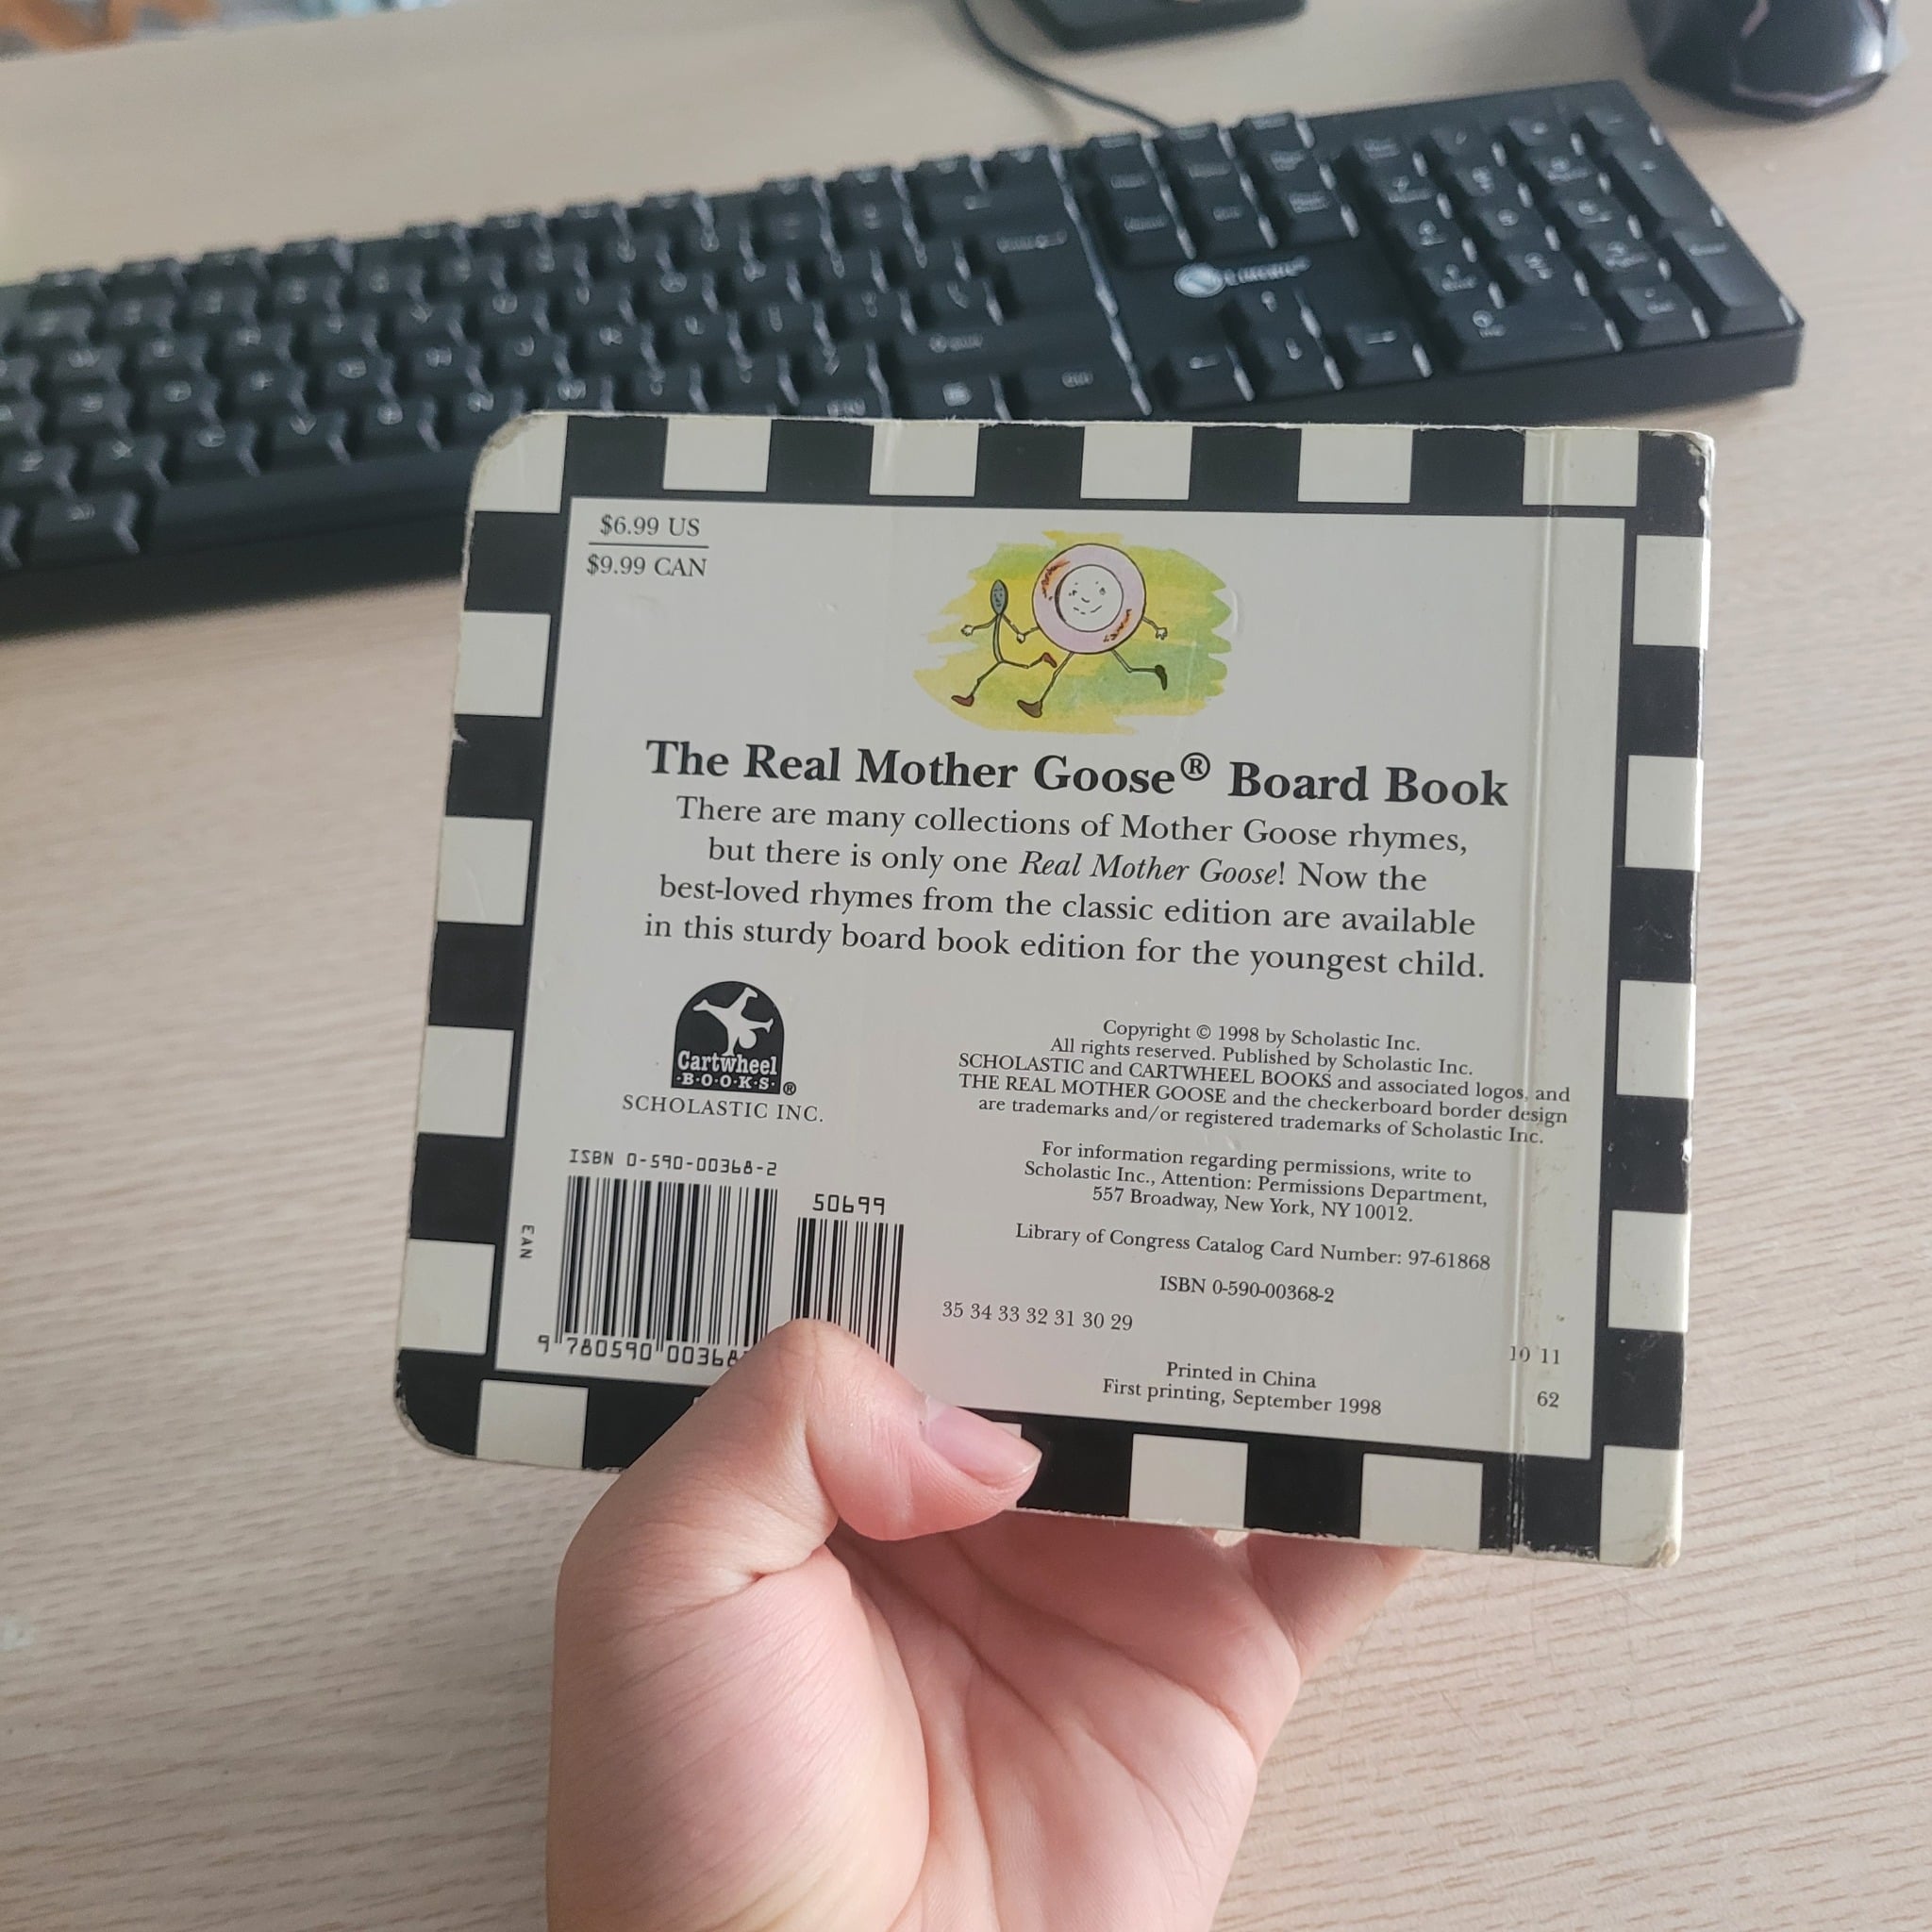 $6.99 US
$9.99 CAN
The Real Mother Goose® Board Book
There are many collections of Mother Goose rhymes,
but there is only one Real Mother Goose! Now the
best-loved rhymes from the classic edition are available
in this sturdy board book edition for the youngest child.
Cartwheel
·B·O·O·K·S· ®
SCHOLASTIC INC.
Copyright © 1998 by Scholastic Inc.
All rights reserved. Published by Scholastic Inc.
SCHOLASTIC and CARTWHEEL BOOKS and associated logos, and
THE REAL MOTHER GOOSE and the checkerboard border design
are trademarks and/or registered trademarks of Scholastic Inc.
For information regarding permissions, write to
Scholastic Inc., Attention: Permissions Department,
557 Broadway, New York, NY 10012.
Library of Congress Catalog Card Number: 97-61868
ISBN 0-590-00368-2
35 34 33 32 31 30 29
10 11
Printed in China
62
First printing, September 1998
ISBN 0-590-00368-2
50699
EAN
9 780590 00368